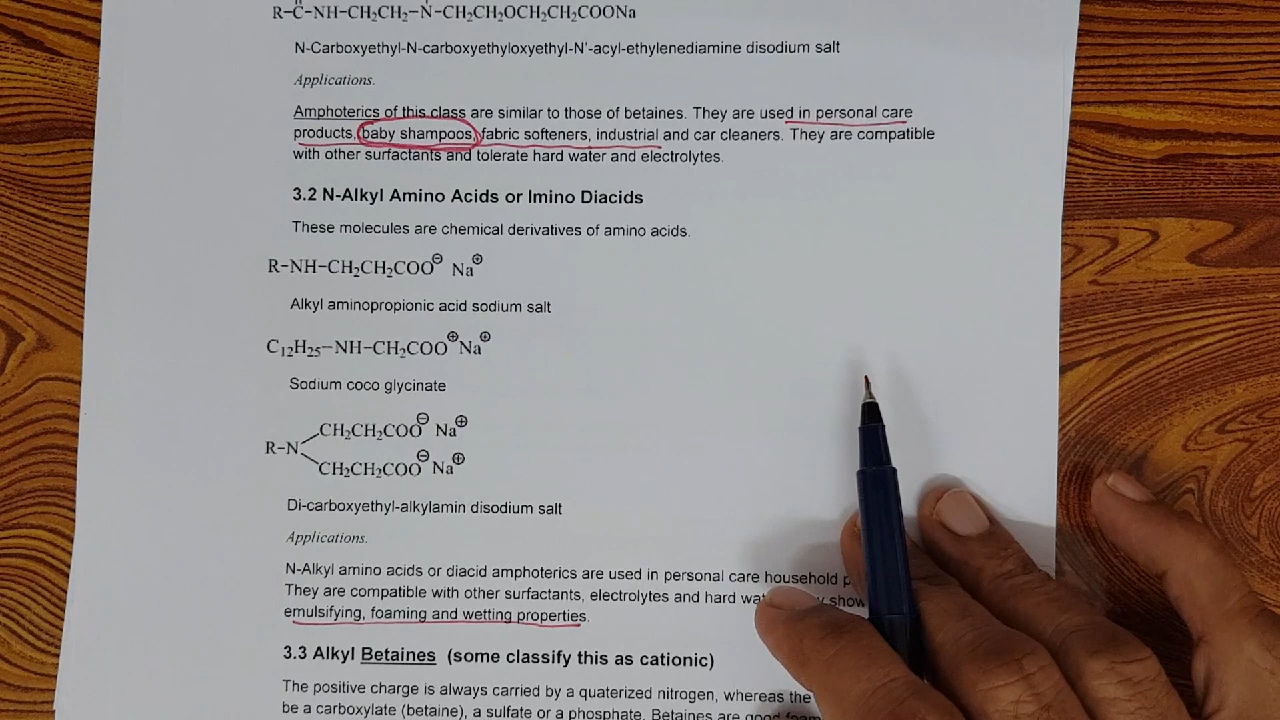 R–C–NH–CH₂CH₂–N–CH₂CH₂OCH₂CH₂COONa
N-Carboxyethyl-N-carboxyethyloxyethyl-N'-acyl-ethylenediamine disodium salt
Applications.
Amphoterics of this class are similar to those of betaines. They are used in personal care
products, baby shampoos, fabric softeners, industrial and car cleaners. They are compatible
with other surfactants and tolerate hard water and electrolytes.
3.2 N-Alkyl Amino Acids or Imino Diacids
These molecules are chemical derivatives of amino acids.
R–NH–CH₂CH₂COO⊖ Na⊕
Alkyl aminopropionic acid sodium salt
C₁₂H₂₅–NH–CH₂COO⊕Na⊕
Sodium coco glycinate
CH₂CH₂COO⊖ Na⊕
R–N
CH₂CH₂COO⊖ Na⊕
Di-carboxyethyl-alkylamin disodium salt
Applications.
N-Alkyl amino acids or diacid amphoterics are used in personal care household
They are compatible with other surfactants, electrolytes and hard show
emulsifying, foaming and wetting properties.
3.3 Alkyl Betaines (some classify this as cationic)
The positive charge is always carried by a quaterized nitrogen, whereas the
be a carboxylate (betaine), a sulfate or a phosphate. Betaines are good